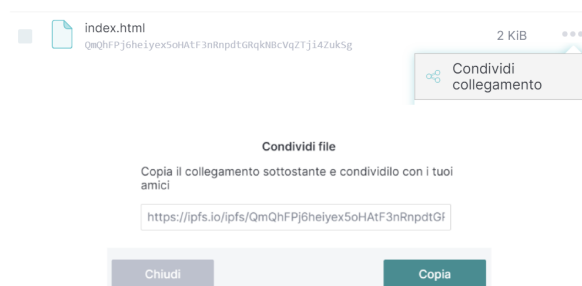 index.html
QmQhFPj6heiyex5oHAtF3nRnpdtGRqkNBcVqZTji4ZukSg
2 KiB
Condividi
collegamento
Condividi file
Copia il collegamento sottostante e condividilo con i tuoi
amici
https://ipfs.io/ipfs/QmQhFPj6heiyex5oHAtF3nRnpdtGF
Chiudi
Copia